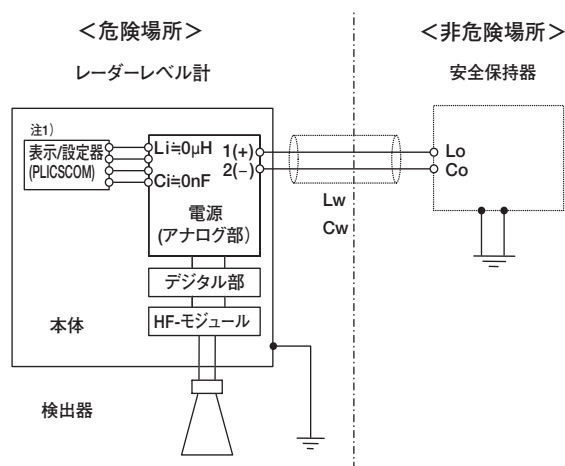 ＜危険場所＞
＜非危険場所＞
レーダーレベル計
安全保持器
注1)
表示/設定器
(PLICSCOM)
Li≒0μH
Ci≒0nF
1(+)
2(−)
電源
(アナログ部)
デジタル部
HF-モジュール
本体
検出器
Lw
Cw
Lo
Co